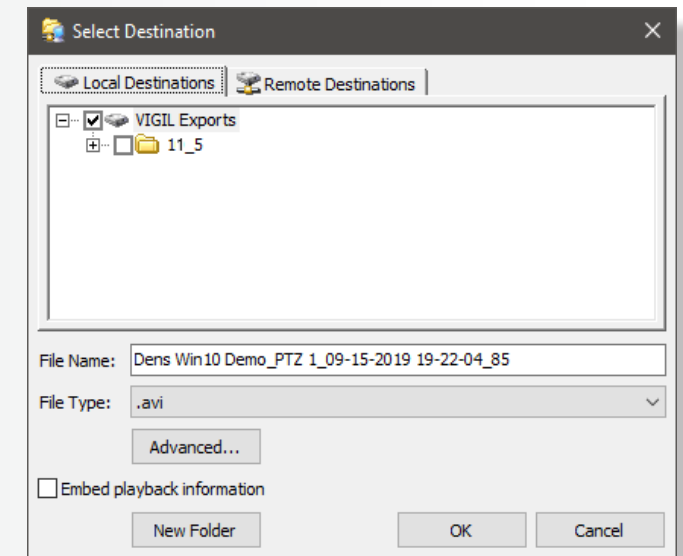 Select Destination
Local Destinations Remote Destinations
VIGIL Exports
11_5
File Name: Dens Win10 Demo_PTZ 1_09-15-2019 19-22-04_85
File Type: .avi
Advanced...
Embed playback information
New Folder OK Cancel